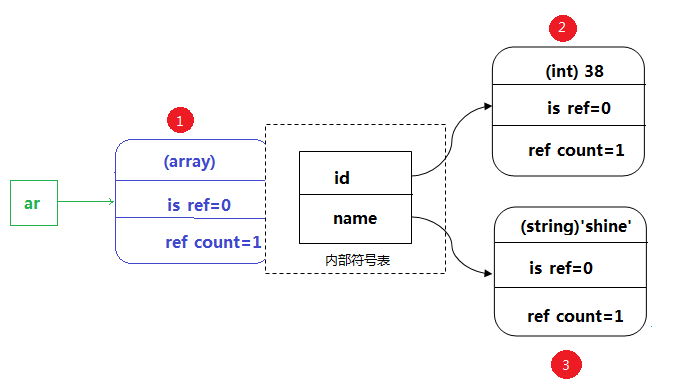 ar
1
(array)
is ref=0
ref count=1
id
name
内部符号表
2
(int) 38
is ref=0
ref count=1
(string)'shine'
is ref=0
ref count=1
3